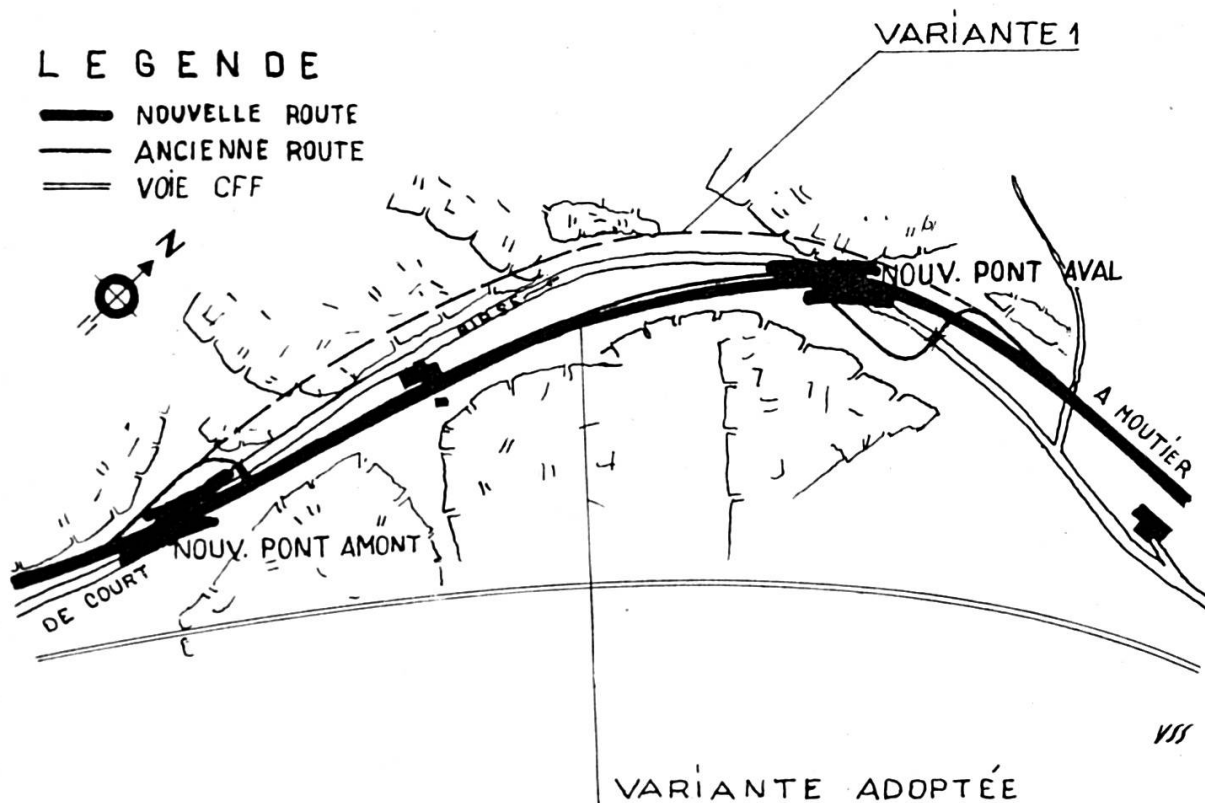 VARIANTE 1
LEGENDE
NOUVELLE ROUTE
ANCIENNE ROUTE
VOIE CFF
N
BIRSE
NOUV. PONT AVAL
A MOUTIER
NOUV. PONT AMONT
DE COURT
VSS
VARIANTE ADOPTÉE